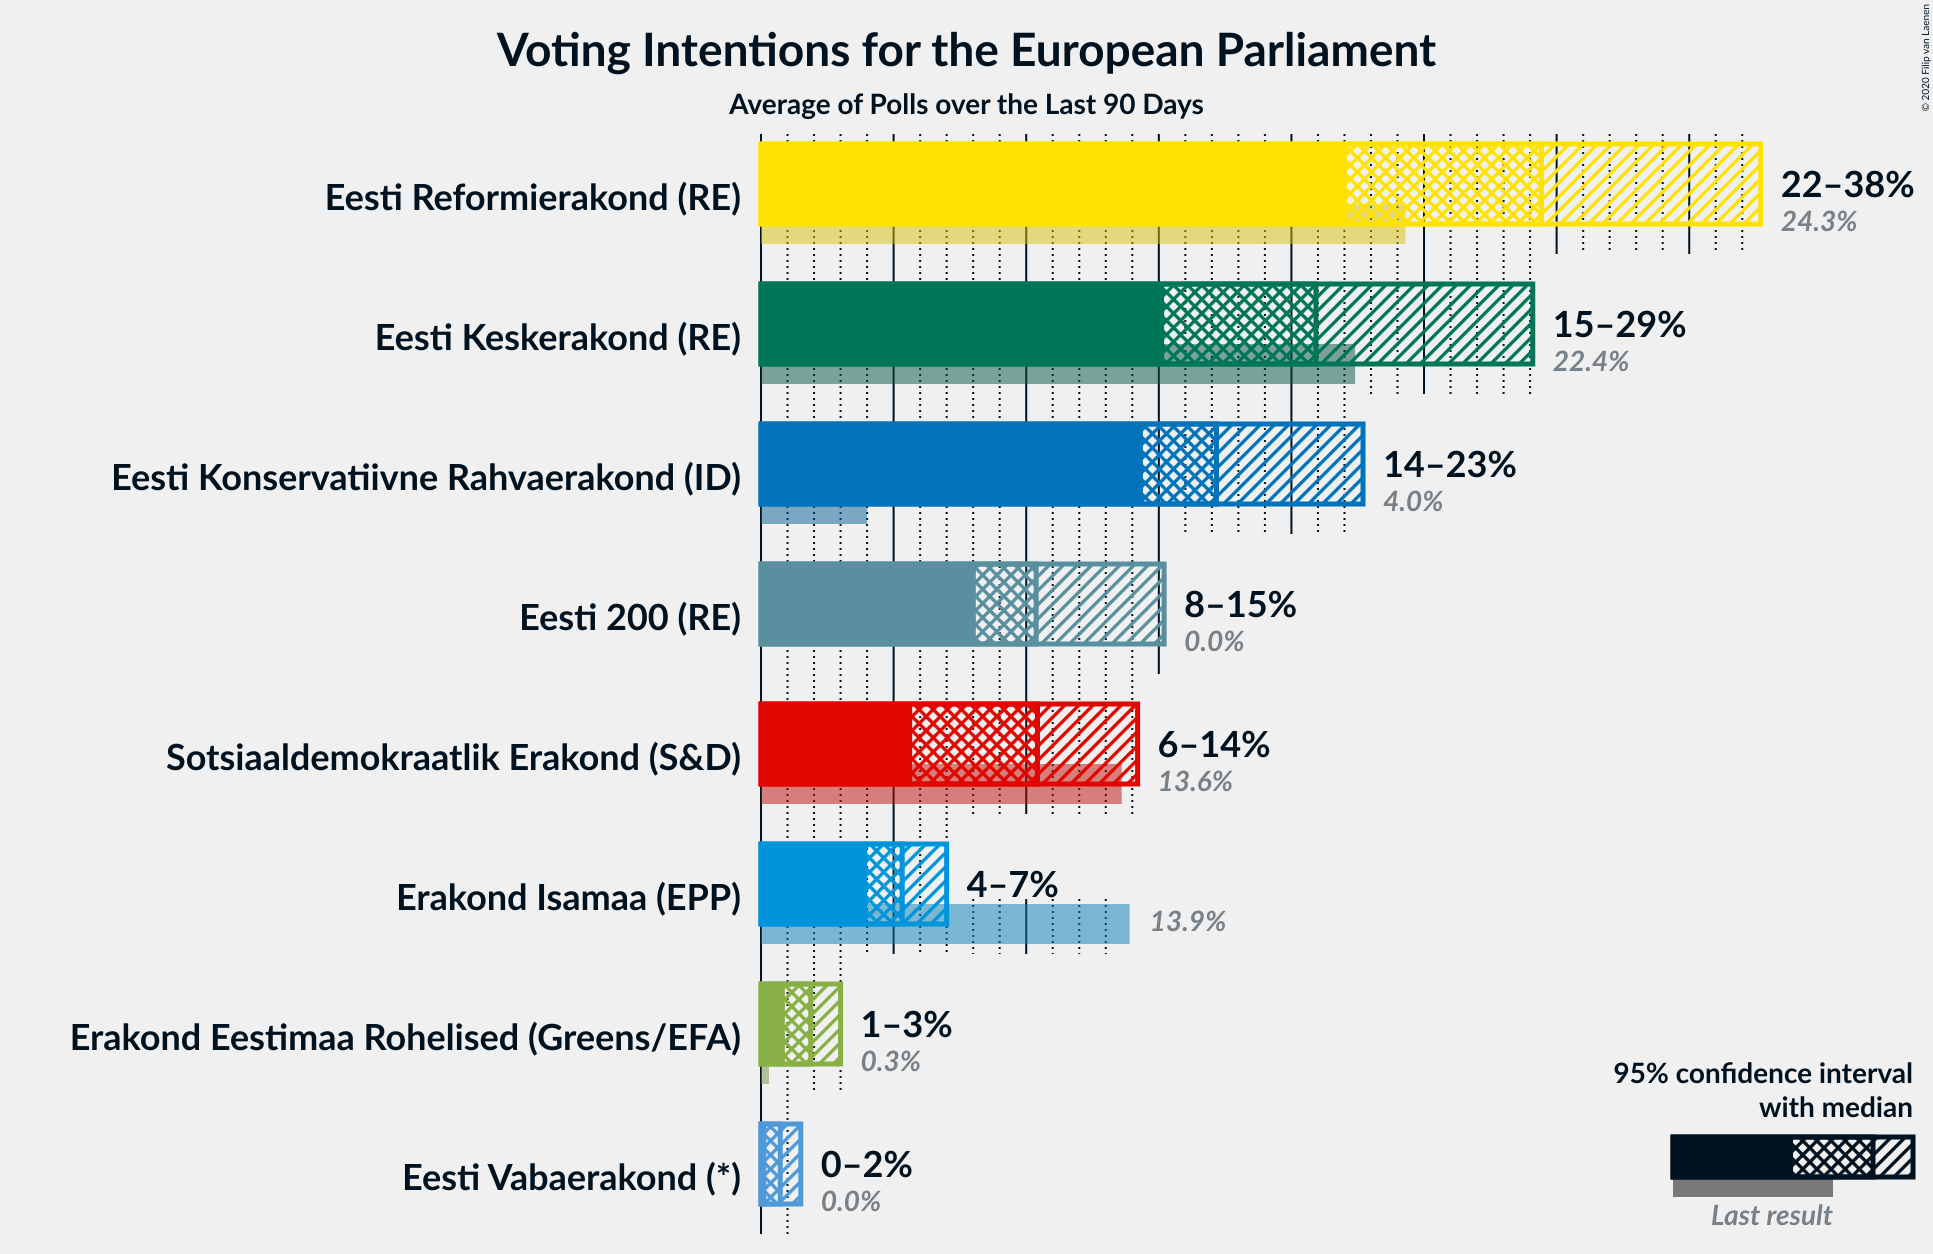 Voting Intentions for the European Parliament
Average of Polls over the Last 90 Days
© 2020 Filip van Laenen
Eesti Reformierakond (RE)
22–38%
24.3%
Eesti Keskerakond (RE)
15–29%
22.4%
Eesti Konservatiivne Rahvaerakond (ID)
14–23%
4.0%
Eesti 200 (RE)
8–15%
0.0%
Sotsiaaldemokraatlik Erakond (S&D)
6–14%
13.6%
Erakond Isamaa (EPP)
4–7%
13.9%
Erakond Eestimaa Rohelised (Greens/EFA)
1–3%
0.3%
Eesti Vabaerakond (*)
0–2%
0.0%
95% confidence interval
with median
Last result